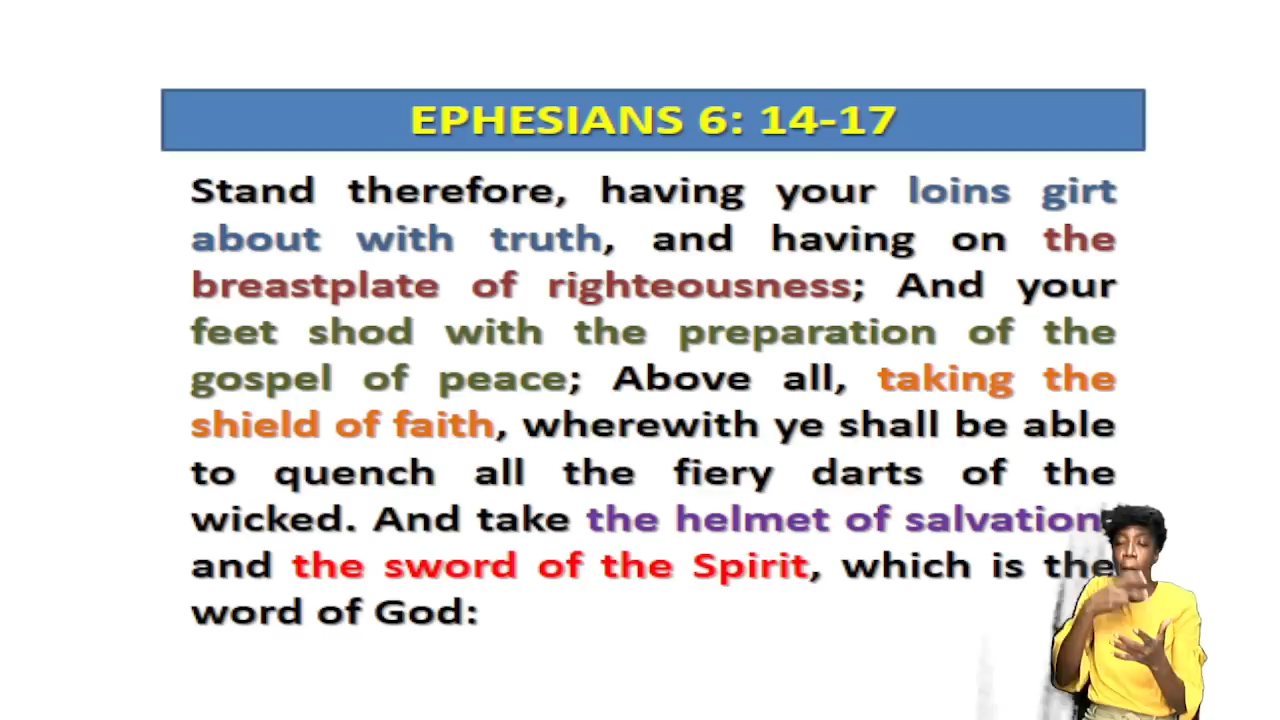 EPHESIANS 6: 14-17
Stand therefore, having your loins girt
about with truth, and having on the
breastplate of righteousness; And your
feet shod with the preparation of the
gospel of peace; Above all, taking the
shield of faith, wherewith ye shall be able
to quench all the fiery darts of the
wicked. And take the helmet of salvation,
and the sword of the Spirit, which is the
word of God: